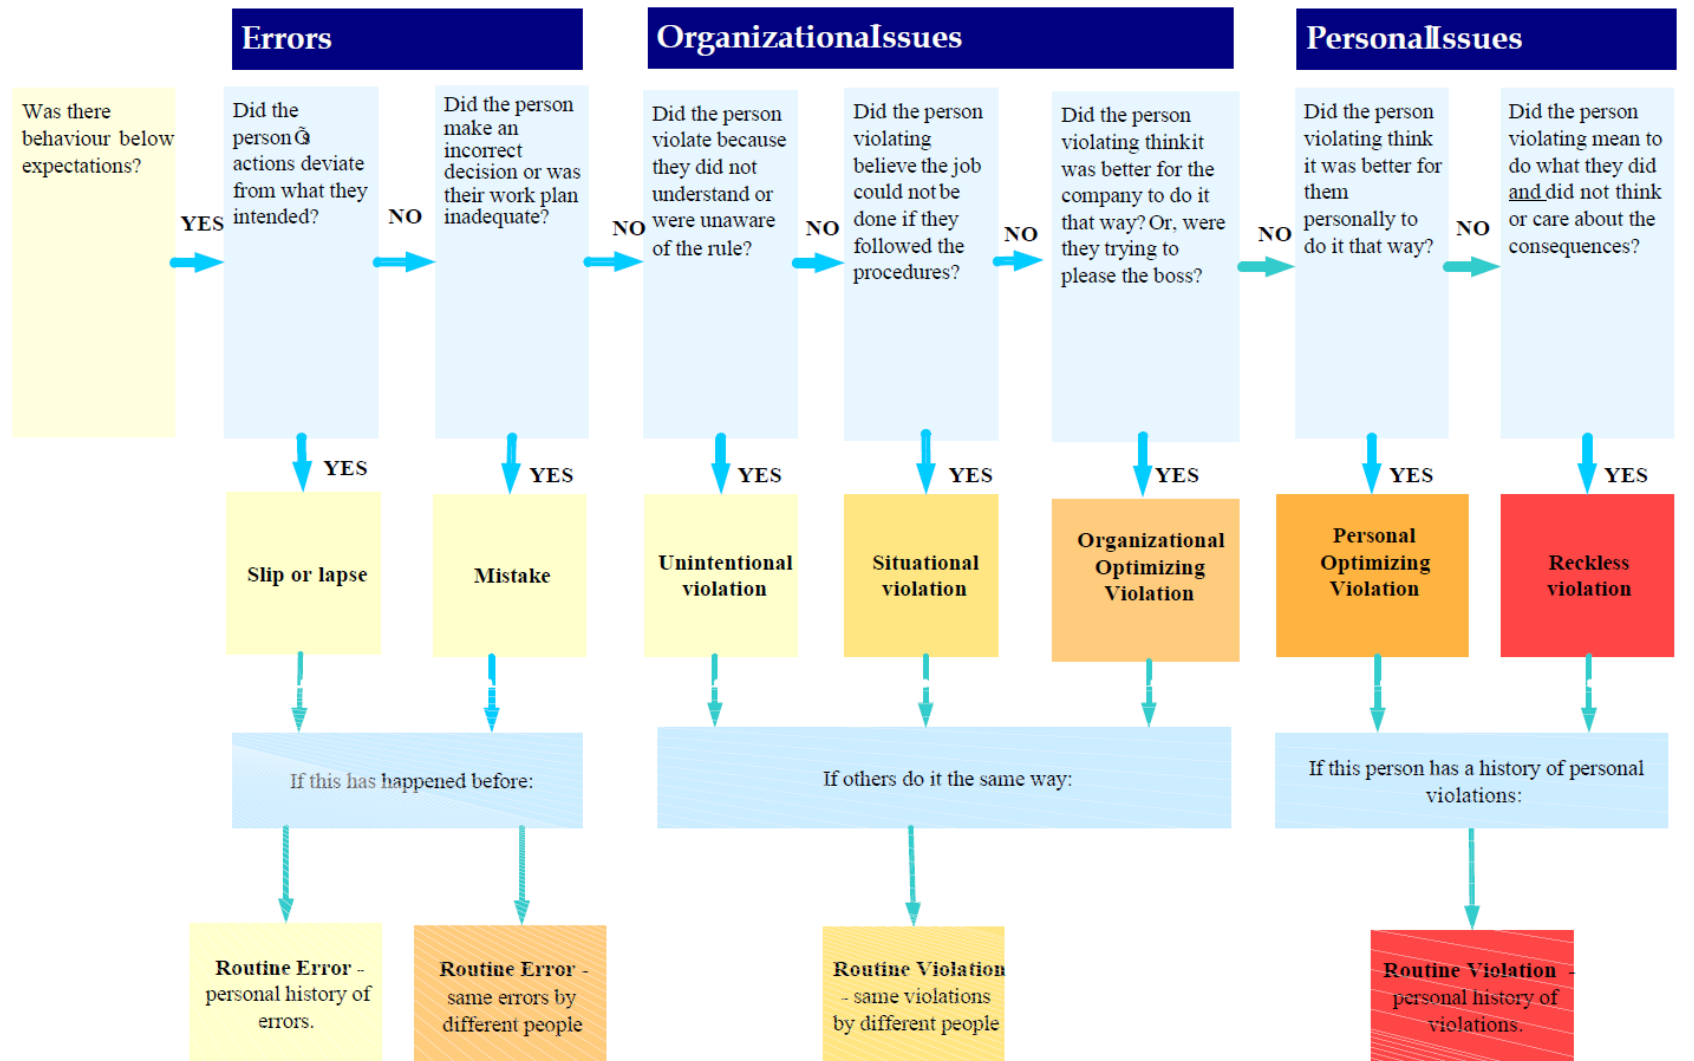 Errors
OrganizationalIssues
PersonalIssues
Was there
behaviour below
expectations?
YES
Did the
person Õs
actions deviate
from what they
intended?
NO
Did the person
make an
incorrect
decision or was
their work plan
inadequate?
NO
Did the person
violate because
they did not
understand or
were unaware
of the rule?
NO
Did the person
violating
believe the job
could not be
done if they
followed the
procedures?
NO
Did the person
violating thinkit
was better for the
company to do it
that way? Or, were
they trying to
please the boss?
NO
Did the person
violating think
it was better for
them
personally to
do it that way?
NO
Did the person
violating mean to
do what they did
and did not think
or care about the
consequences?
YES
YES
YES
YES
YES
YES
YES
Slip or lapse
Mistake
Unintentional
violation
Situational
violation
Organizational
Optimizing
Violation
Personal
Optimizing
Violation
Reckless
violation
If this has happened before:
If others do it the same way:
If this person has a history of personal
violations:
Routine Error -
personal history of
errors.
Routine Error -
same errors by
different people
Routine Violation
- same violations
by different people
Routine Violation -
personal history of
violations.